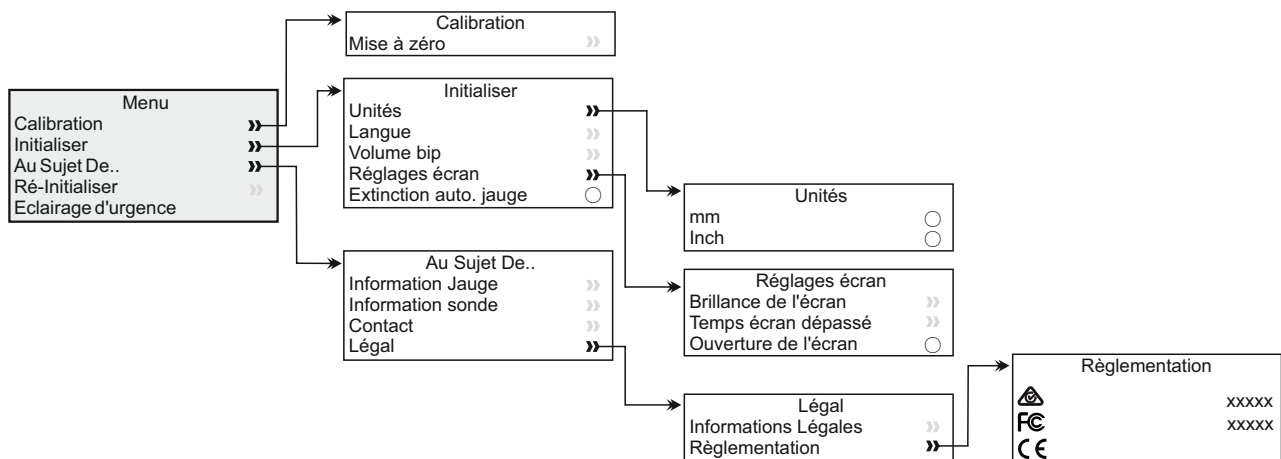 Calibration
Mise à zéro
Menu
Calibration
Initialiser
Au Sujet De..
Ré-Initialiser
Eclairage d'urgence
Initialiser
Unités
Langue
Volume bip
Réglages écran
Extinction auto. jauge
Unités
mm
Inch
Au Sujet De..
Information Jauge
Information sonde
Contact
Légal
Réglages écran
Brillance de l'écran
Temps écran dépassé
Ouverture de l'écran
Légal
Informations Légales
Règlementation
Règlementation
xxxxx
FC xxxxx
CE